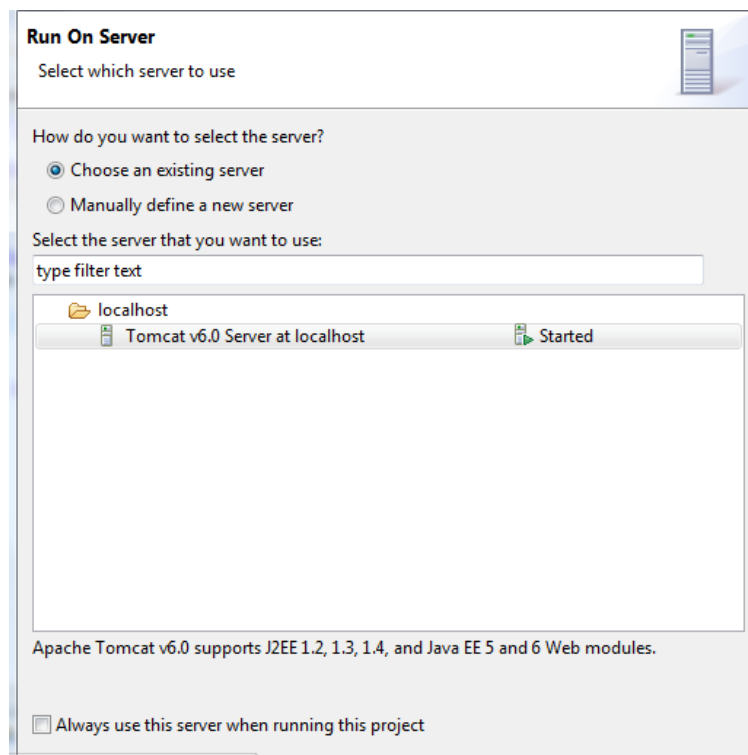 Run On Server
Select which server to use
How do you want to select the server?
Choose an existing server
Manually define a new server
Select the server that you want to use:
type filter text
localhost
Tomcat v6.0 Server at localhost Started
Apache Tomcat v6.0 supports J2EE 1.2, 1.3, 1.4, and Java EE 5 and 6 Web modules.
Always use this server when running this project